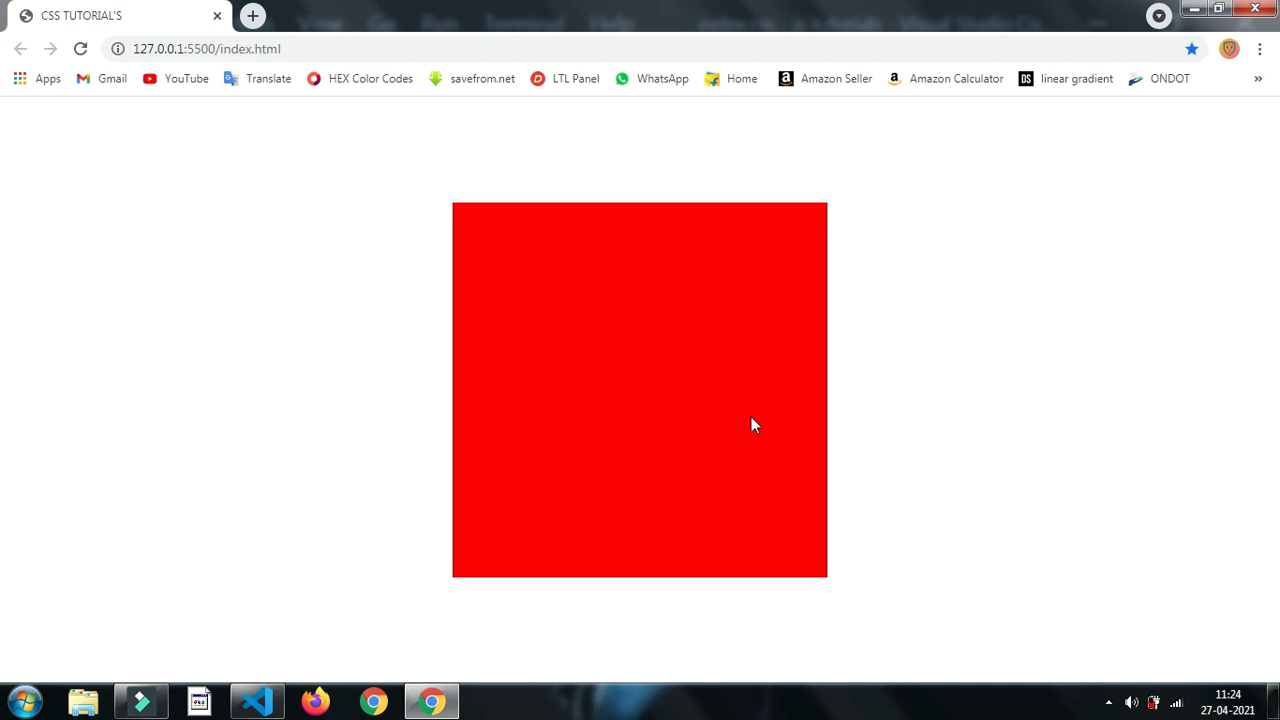 CSS TUTORIAL'S
127.0.0.1:5500/index.html
Apps Gmail YouTube Translate HEX Color Codes savefrom.net LTL Panel WhatsApp Home Amazon Seller Amazon Calculator DS linear gradient ONDOT »
11:24
27-04-2021